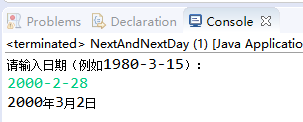 Problems Declaration Console
<terminated> NextAndNextDay (1) [Java Applicatio
请输入日期（例如1980-3-15）：
2000-2-28
2000年3月2日